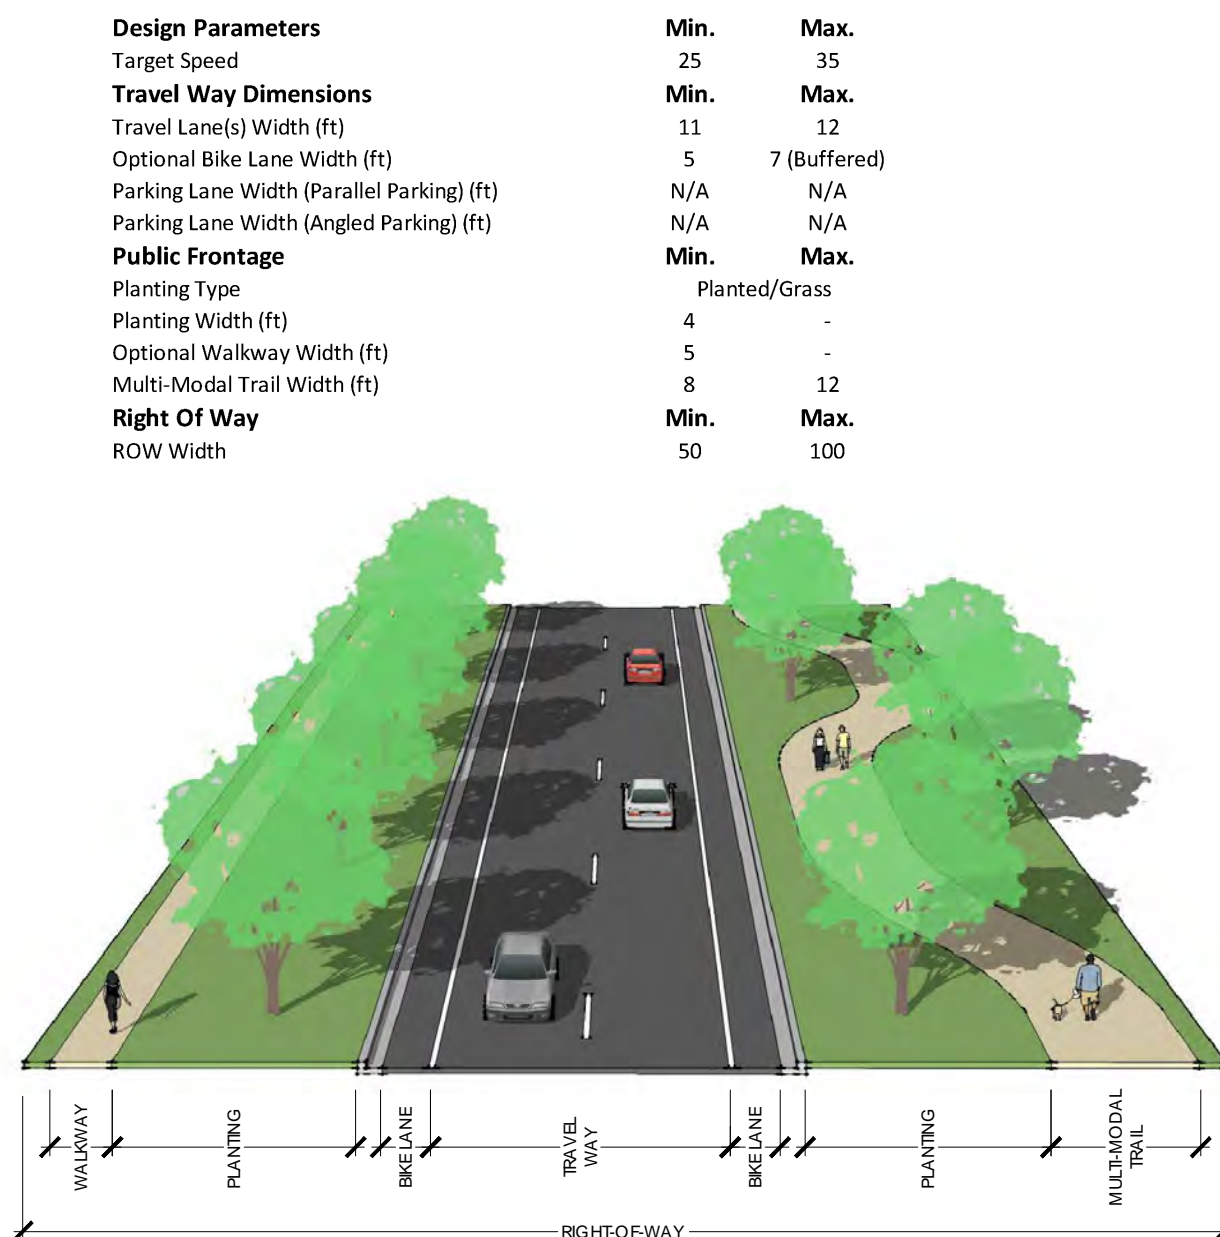 Design Parameters Min. Max.
Target Speed 25 35
Travel Way Dimensions Min. Max.
Travel Lane(s) Width (ft) 11 12
Optional Bike Lane Width (ft) 5 7 (Buffered)
Parking Lane Width (Parallel Parking) (ft) N/A N/A
Parking Lane Width (Angled Parking) (ft) N/A N/A
Public Frontage Min. Max.
Planting Type Planted/Grass
Planting Width (ft) 4 -
Optional Walkway Width (ft) 5 -
Multi-Modal Trail Width (ft) 8 12
Right Of Way Min. Max.
ROW Width 50 100
WALKWAY
PLANTING
BIKE LANE
TRAVEL
WAY
BIKE LANE
PLANTING
MULTI-MODAL
TRAIL
RIGHT-OF-WAY